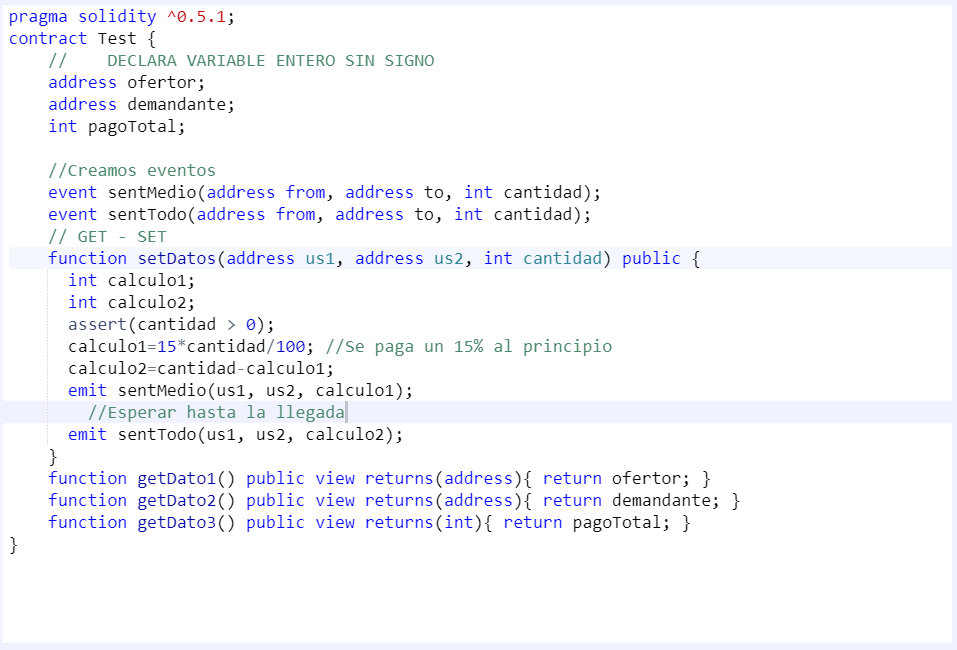 pragma solidity ^0.5.1;
contract Test {
    //    DECLARA VARIABLE ENTERO SIN SIGNO
    address ofertor;
    address demandante;
    int pagoTotal;

    //Creamos eventos
    event sentMedio(address from, address to, int cantidad);
    event sentTodo(address from, address to, int cantidad);
    // GET - SET
    function setDatos(address us1, address us2, int cantidad) public {
      int calculo1;
      int calculo2;
      assert(cantidad > 0);
      calculo1=15*cantidad/100; //Se paga un 15% al principio
      calculo2=cantidad-calculo1;
      emit sentMedio(us1, us2, calculo1);
        //Esperar hasta la llegada
      emit sentTodo(us1, us2, calculo2);
    }
    function getDato1() public view returns(address){ return ofertor; }
    function getDato2() public view returns(address){ return demandante; }
    function getDato3() public view returns(int){ return pagoTotal; }
}